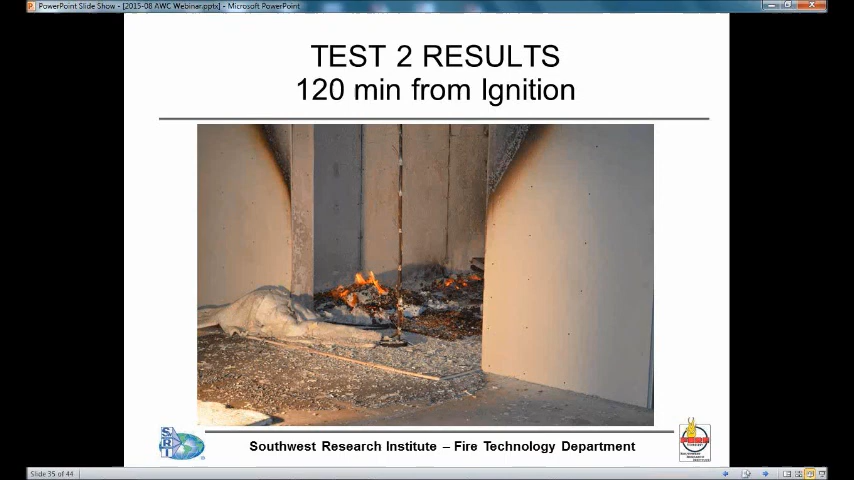 PowerPoint Slide Show - [2015-08 AWC Webinar.pptx] - Microsoft PowerPoint
TEST 2 RESULTS
120 min from Ignition
SRI
Southwest Research Institute – Fire Technology Department
Slide 35 of 44